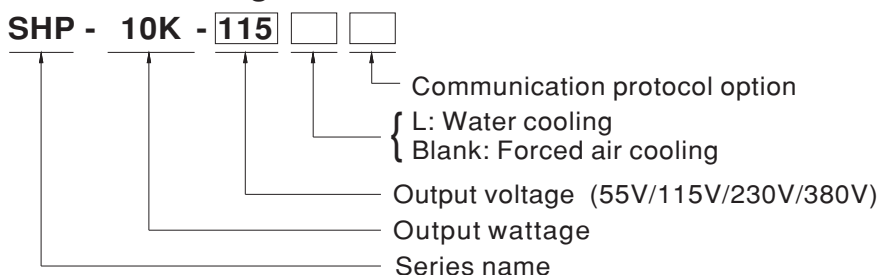 SHP - 10K - 115
Communication protocol option
L: Water cooling
Blank: Forced air cooling
Output voltage (55V/115V/230V/380V)
Output wattage
Series name